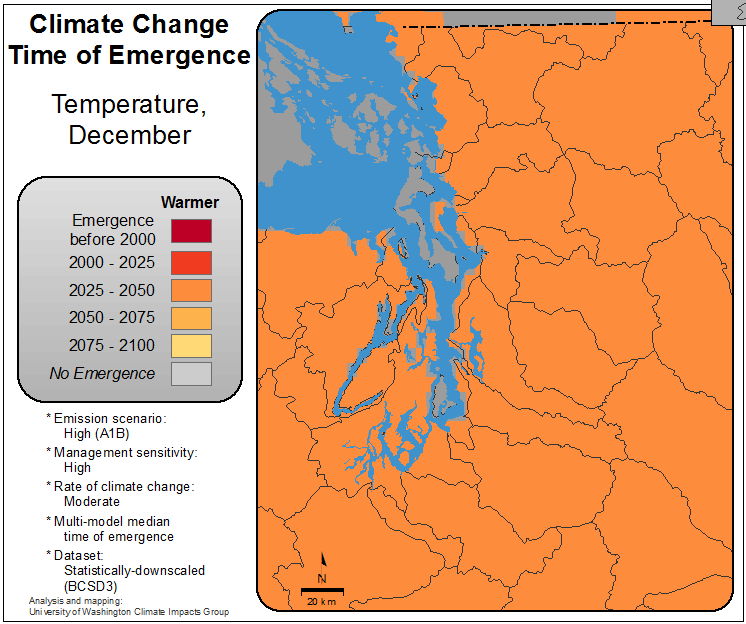 Climate Change
Time of Emergence
Temperature,
December
Warmer
Emergence
before 2000
2000 - 2025
2025 - 2050
2050 - 2075
2075 - 2100
No Emergence
* Emission scenario:
High (A1B)
* Management sensitivity:
High
* Rate of climate change:
Moderate
* Multi-model median
time of emergence
* Dataset:
Statistically-downscaled
(BCSD3)
Analysis and mapping:
University of Washington Climate Impacts Group
N
20 km